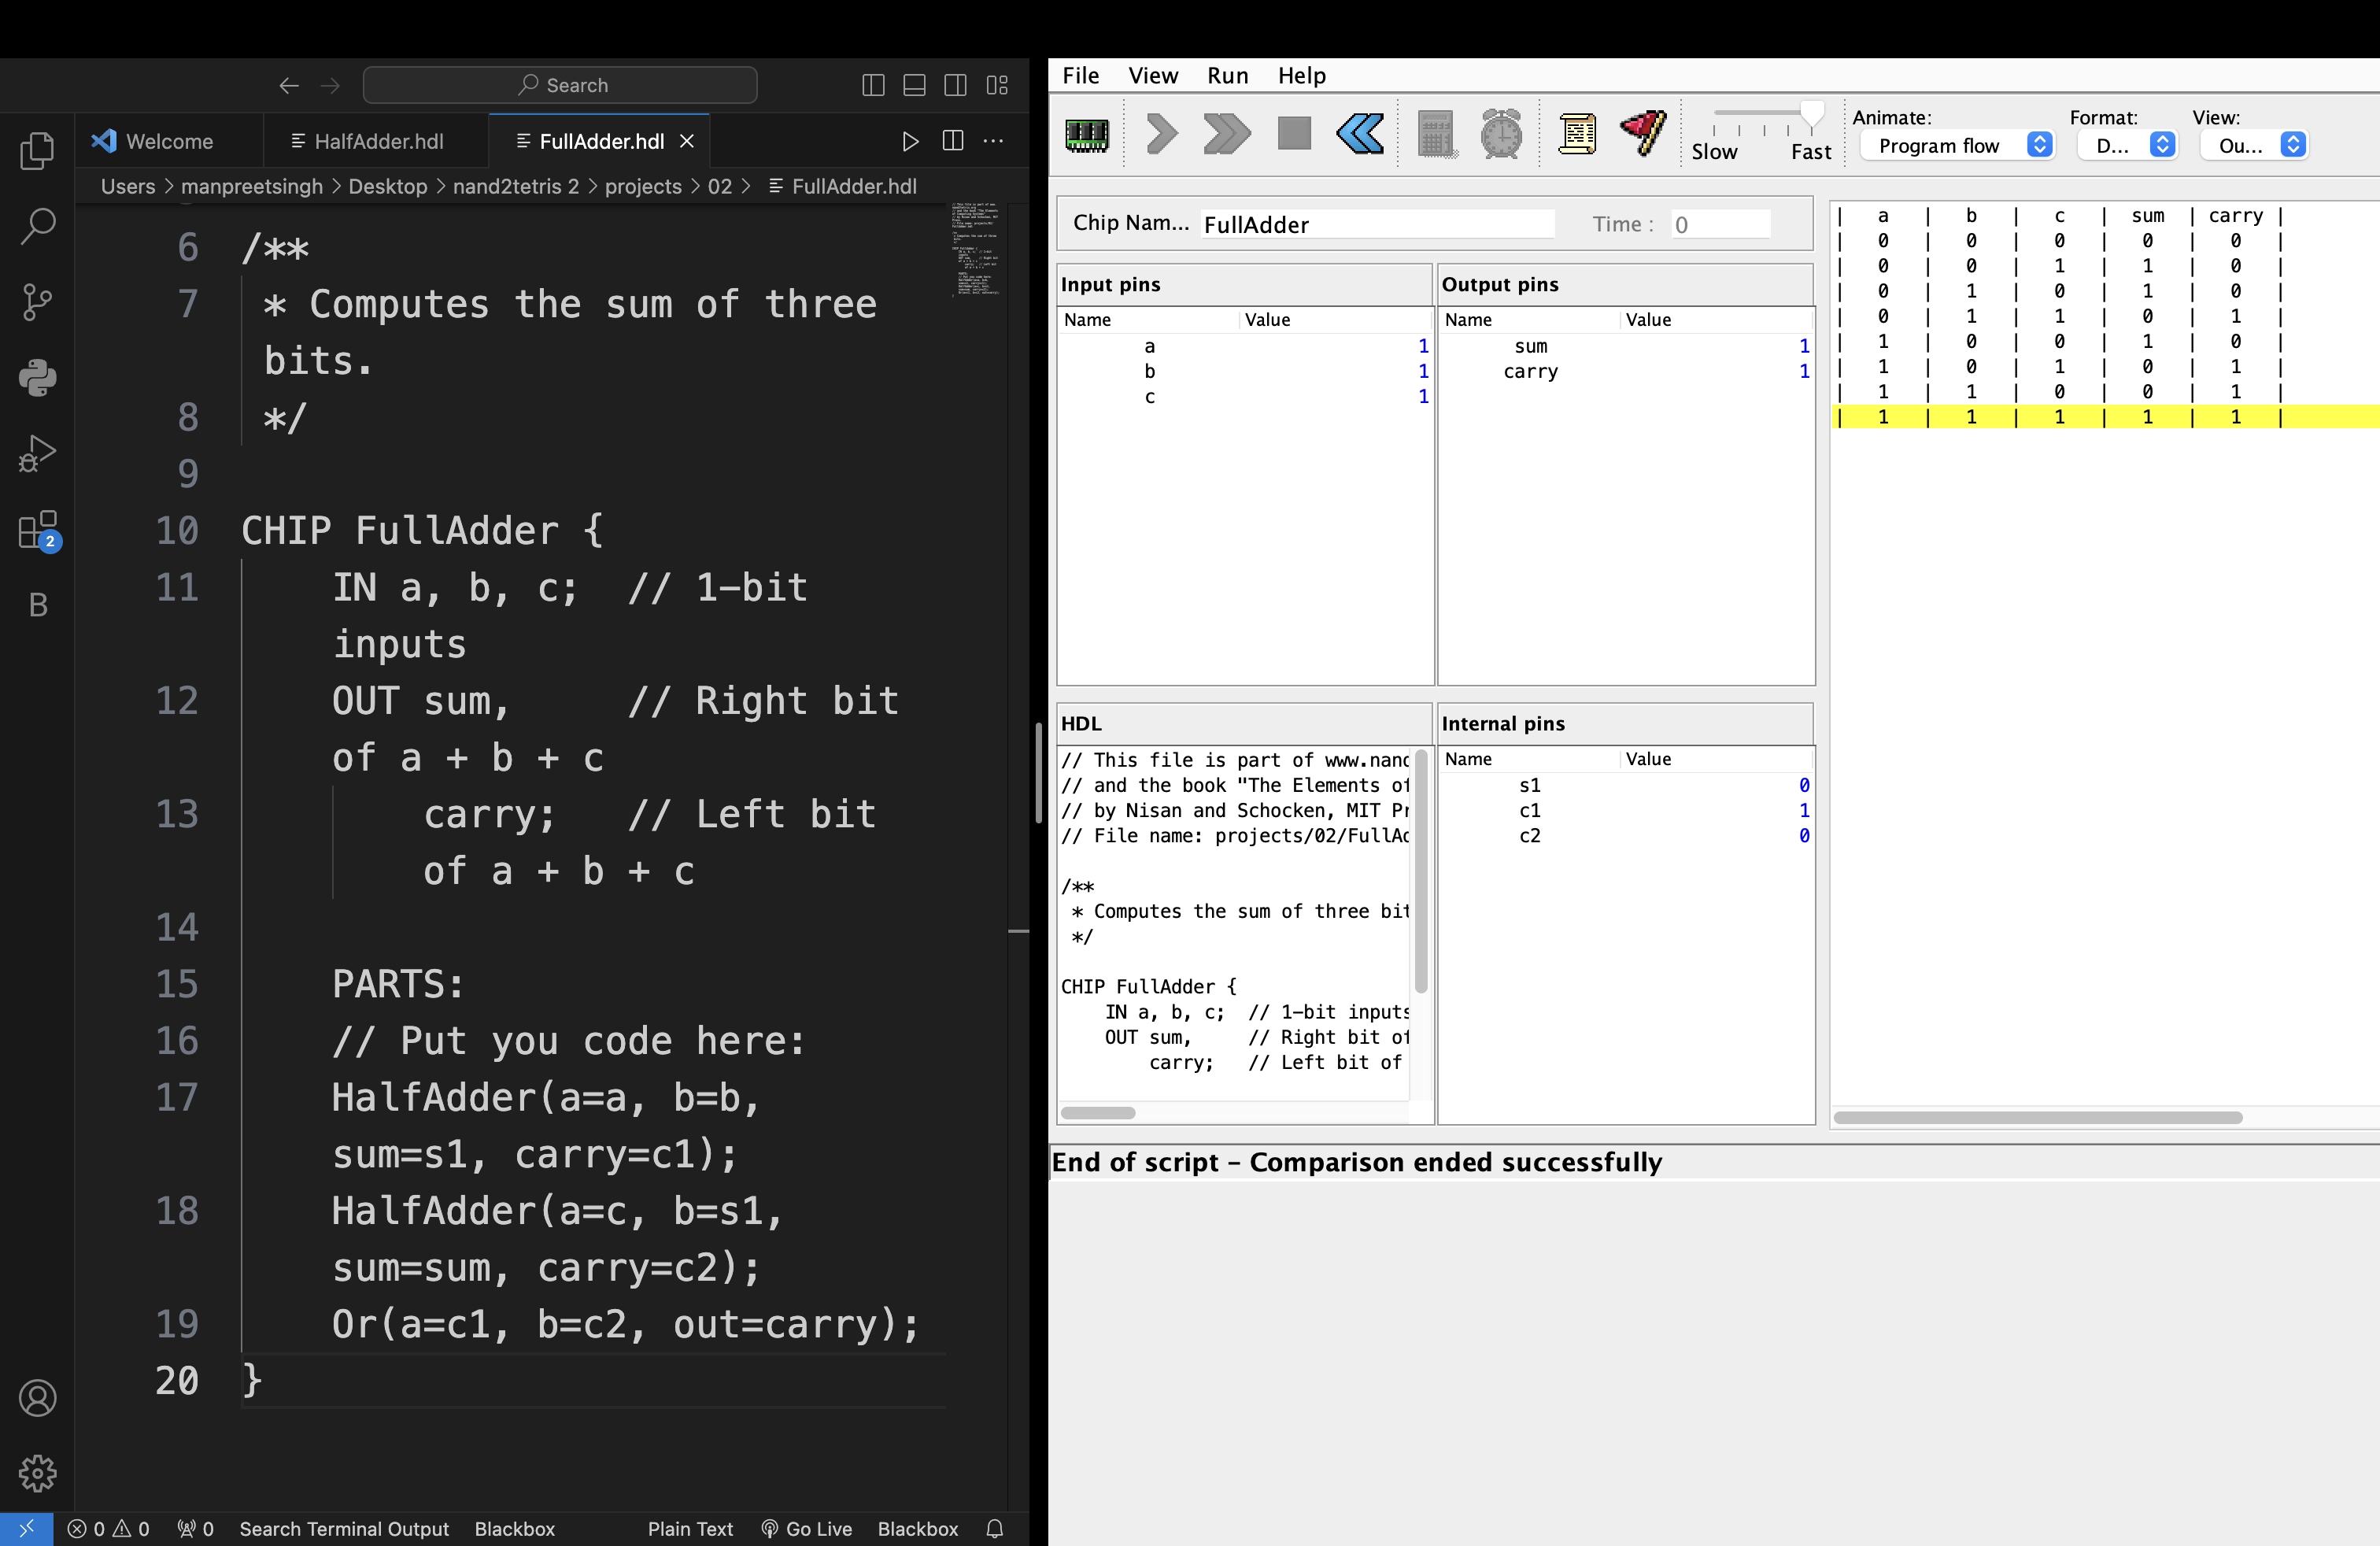 Search
Welcome
HalfAdder.hdl
FullAdder.hdl
Users > manpreetsingh > Desktop > nand2tetris 2 > projects > 02 > FullAdder.hdl
6 /**
7 * Computes the sum of three
bits.
8 */
9
10 CHIP FullAdder {
11 IN a, b, c;  // 1-bit
inputs
12 OUT sum,     // Right bit
of a + b + c
13 carry;   // Left bit
of a + b + c
14
15 PARTS:
16 // Put you code here:
17 HalfAdder(a=a, b=b,
sum=s1, carry=c1);
18 HalfAdder(a=c, b=s1,
sum=sum, carry=c2);
19 Or(a=c1, b=c2, out=carry);
20 }
2
B
0 0 0 Search Terminal Output Blackbox Plain Text Go Live Blackbox
File View Run Help
Slow Fast
Animate: Format: View:
Program flow D... Ou...
Chip Nam... FullAdder Time : 0
Input pins
Name Value
a 1
b 1
c 1
Output pins
Name Value
sum 1
carry 1
HDL
// This file is part of www.nand
// and the book "The Elements of
// by Nisan and Schocken, MIT Pr
// File name: projects/02/FullAd
/**
* Computes the sum of three bit
*/
CHIP FullAdder {
IN a, b, c;  // 1-bit inputs
OUT sum,     // Right bit of
carry;   // Left bit of
Internal pins
Name Value
s1 0
c1 1
c2 0
| a | b | c | sum | carry |
| 0 | 0 | 0 | 0 | 0 |
| 0 | 0 | 1 | 1 | 0 |
| 0 | 1 | 0 | 1 | 0 |
| 0 | 1 | 1 | 0 | 1 |
| 1 | 0 | 0 | 1 | 0 |
| 1 | 0 | 1 | 0 | 1 |
| 1 | 1 | 0 | 0 | 1 |
| 1 | 1 | 1 | 1 | 1 |
End of script - Comparison ended successfully